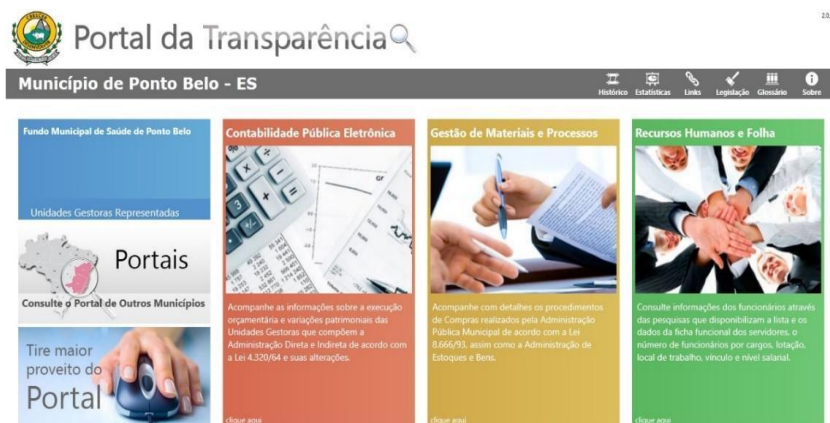 2.0.
Portal da Transparência
Município de Ponto Belo - ES
Histórico Estatísticas Links Legislação Glossário Sobre
Fundo Municipal de Saúde de Ponto Belo
Unidades Gestoras Representadas
Portais
Consulte o Portal de Outros Municípios
Tire maior
proveito do
Portal
Contabilidade Pública Eletrônica
Acompanhe as informações sobre a execução
orçamentária e variações patrimoniais das
Unidades Gestoras que compõem a
Administração Direta e Indireta de acordo com
a Lei 4.320/64 e suas alterações.
clique aqui
Gestão de Materiais e Processos
Acompanhe com detalhes os procedimentos
de Compras realizados pela Administração
Pública Municipal de acordo com a Lei
8.666/93, assim como a Administração de
Estoques e Bens.
clique aqui
Recursos Humanos e Folha
Consulte informações dos funcionários através
das pesquisas que disponibilizam a lista e os
dados da ficha funcional dos servidores, o
número de funcionários por cargos, lotação,
local de trabalho, vínculo e nível salarial.
clique aqui